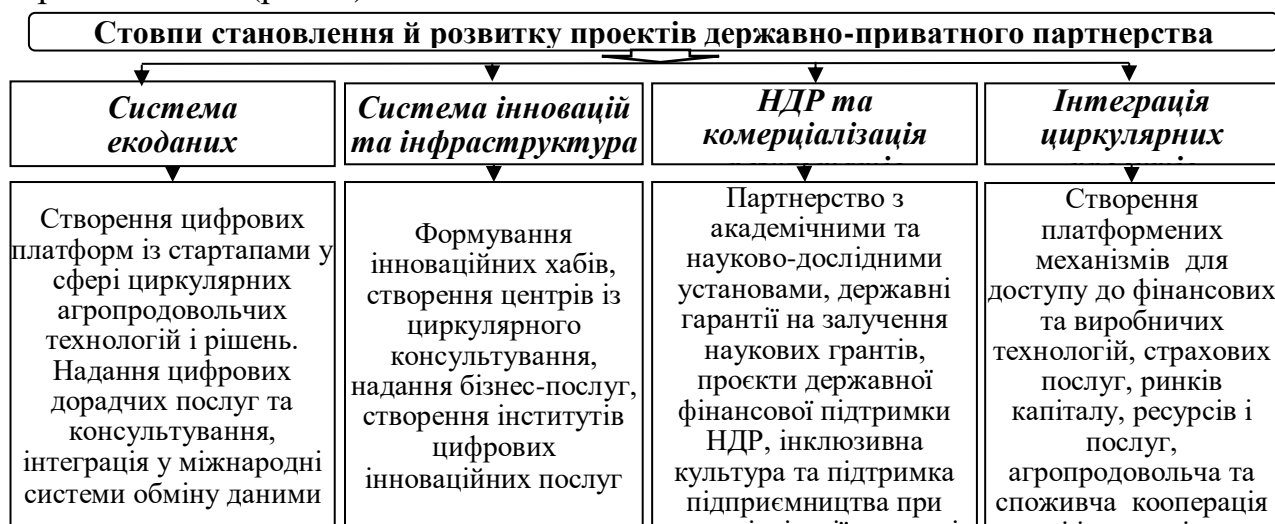 Стовпи становлення й розвитку проектів державно-приватного партнерства
Система
екоданих
Система інновацій
та інфраструктура
НДР та
комерціалізація
Інтеграція
циркулярних
Створення цифрових
платформ із стартапами у
сфері циркулярних
агропродовольчих
технологій і рішень.
Надання цифрових
дорадчих послуг та
консультування,
інтеграція у міжнародні
системи обміну даними
Формування
інноваційних хабів,
створення центрів із
циркулярного
консультування,
надання бізнес-послуг,
створення інститутів
цифрових
інноваційних послуг
Партнерство з
академічними та
науково-дослідними
установами, державні
гарантії на залучення
наукових грантів,
проєкти державної
фінансової підтримки
НДР, інклюзивна
культура та підтримка
підприємництва при
Створення
платформених
механізмів для
доступу до фінансових
та виробничих
технологій, страхових
послуг, ринків
капіталу, ресурсів і
послуг,
агропродовольча та
споживча кооперація